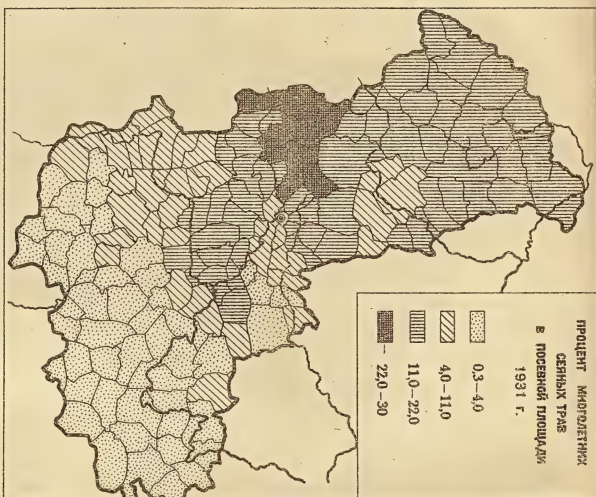 ПРОЦЕНТ МНОГОЛЕТНИХ
СЕЯНЫХ ТРАВ
В ПОСЕВНОЙ ПЛОЩАДИ
1931 г.
0,3-4,0
4,0-11,0
11,0-22,0
22,0-30